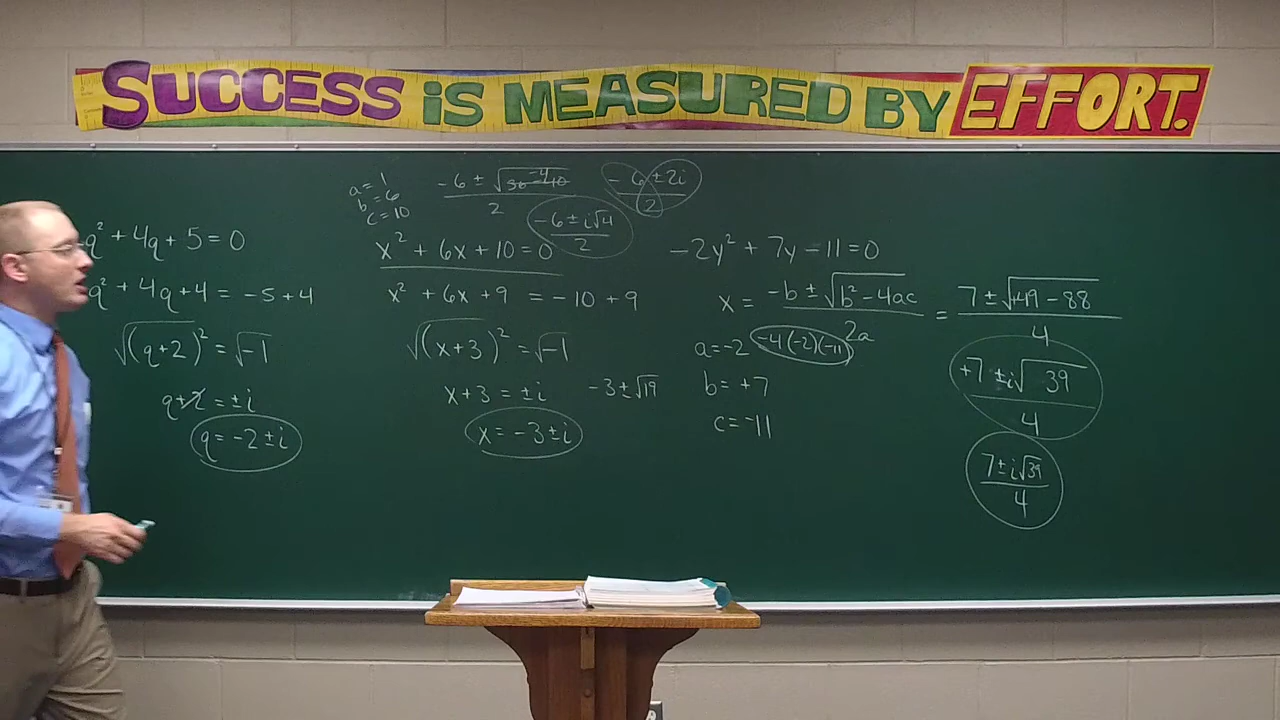 SUCCESS IS MEASURED BY EFFORT.
q² + 4q + 5 = 0
q² + 4q + 4 = -5 + 4
√(q+2)² = √-1
q+2 = ±i
q = -2 ± i
a = 1
b = 6
c = 10
-6 ± √36-40 -4
2
-6 ± i√4
2
-6 ± 2i
2
x² + 6x + 10 = 0
x² + 6x + 9 = -10 + 9
√(x+3)² = √-1
x+3 = ±i
x = -3 ± i
-3 ± √19
-2y² + 7y - 11 = 0
x = -b ± √b² - 4ac
2a
a = -2
-4(-2)(-11)
b = +7
c = -11
= 7 ± √49 - 88
4
+7 ± i√39
4
7 ± i√39
4